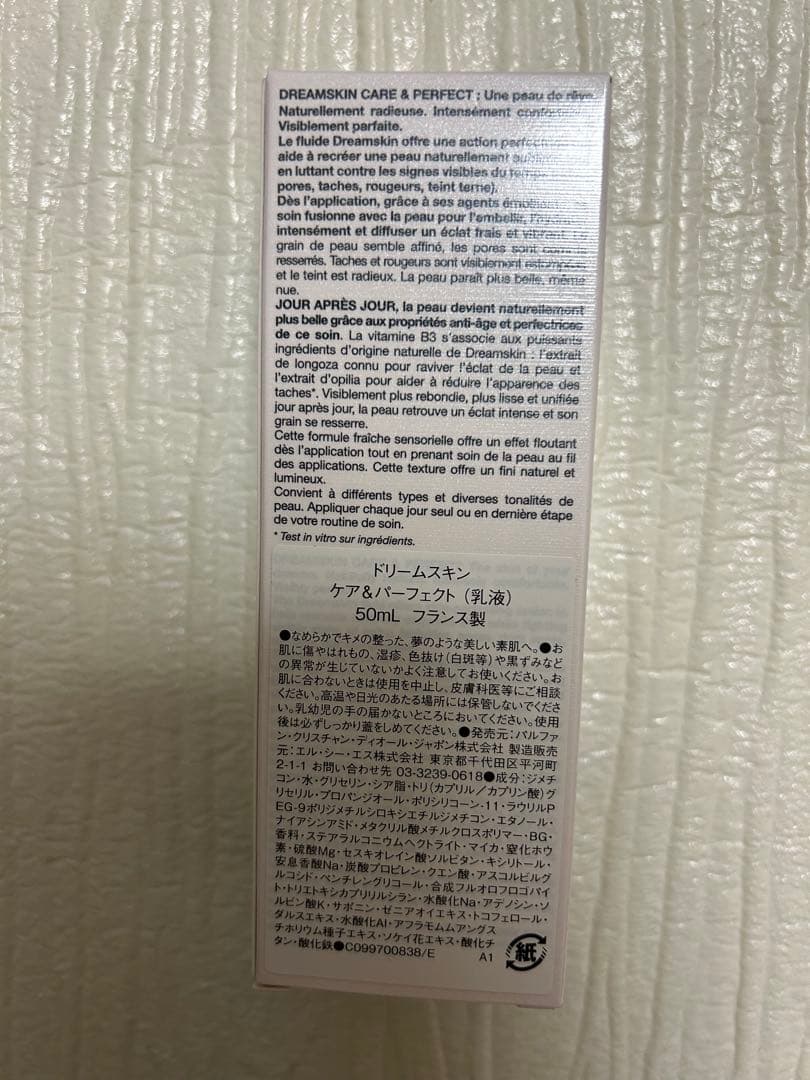 DREAMSKIN CARE & PERFECT : Une peau de rêve.
Naturellement radieuse. Intensément
Visiblement parfaite.
Le fluide Dreamskin offre une action
aide à recréer une peau naturellement
en luttant contre les signes visibles du
pores, taches, rougeurs, teint terne).
Dès l'application, grâce à ses agents
soin fusionne avec la peau pour l'embellir,
intensément et diffuser un éclat frais et vibrant. Le
grain de peau semble affiné, les pores sont comme
resserrés. Taches et rougeurs sont visiblement estompées
et le teint est radieux. La peau paraît plus belle, même
nue.
JOUR APRÈS JOUR, la peau devient naturellement
plus belle grâce aux propriétés anti-âge et perfectrices
de ce soin. La vitamine B3 s'associe aux puissants
ingrédients d'origine naturelle de Dreamskin : l'extrait
de longoza connu pour raviver l'éclat de la peau et
l'extrait d'opilia pour aider à réduire l'apparence des
taches*. Visiblement plus rebondie, plus lisse et unifiée
jour après jour, la peau retrouve un éclat intense et son
grain se resserre.
Cette formule fraîche sensorielle offre un effet floutant
dès l'application tout en prenant soin de la peau au fil
des applications. Cette texture offre un fini naturel et
lumineux.
Convient à différents types et diverses tonalités de
peau. Appliquer chaque jour seul ou en dernière étape
de votre routine de soin.
* Test in vitro sur ingrédients.
ドリームスキン
ケア&パーフェクト（乳液）
50mL フランス製
●なめらかでキメの整った、夢のような美しい素肌へ。●お
肌に傷やはれもの、湿疹、色抜け(白斑等)や黒ずみなど
の異常が生じていないかよく注意してお使いください。お
肌に合わないときは使用を中止し、皮膚科医等にご相談
ください。高温や日光のあたる場所には保管しないでくださ
い。乳幼児の手の届かないところにおいてください。使用
後は必ずしっかり蓋をしめてください。●発売元：パルファ
ン・クリスチャン・ディオール・ジャポン株式会社 製造販売
元：エル・シー・エス株式会社 東京都千代田区平河町
2-1-1 お問い合わせ先 03-3239-0618●成分：ジメチ
コン・水・グリセリン・シア脂・トリ(カプリル／カプリン酸)グ
リセリル・プロパンジオール・ポリシリコーン-11・ラウリルP
EG-9ポリジメチルシロキシエチルジメチコン・エタノール・
ナイアシンアミド・メタクリル酸メチルクロスポリマー・BG・
香料・ステアラルコニウムヘクトライト・マイカ・窒化ホウ
素・硫酸Mg・セスキオレイン酸ソルビタン・キシリトール・
安息香酸Na・炭酸プロピレン・クエン酸・アスコルビルグ
ルコシド・ペンチレングリコール・合成フルオロフロゴパイ
ト・トリエトキシカプリリルシラン・水酸化Na・アデノシン・ソ
ルビン酸K・サポニン・ゼニアオイエキス・トコフェロール・
ダルスエキス・水酸化Al・アフラモムムアングス
チホリウム種子エキス・ソケイ花エキス・酸化チ
タン・酸化鉄●C099700838/E A1
紙